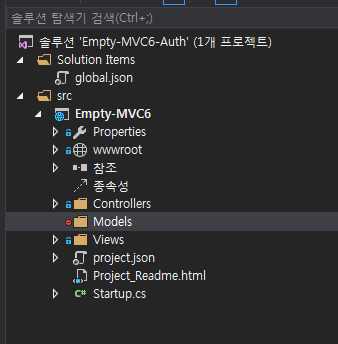 솔루션 탐색기 검색(Ctrl+;)
솔루션 'Empty-MVC6-Auth' (1개 프로젝트)
Solution Items
global.json
src
Empty-MVC6
Properties
wwwroot
참조
종속성
Controllers
Models
Views
project.json
Project_Readme.html
C# Startup.cs